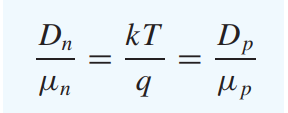 Dₙ/μₙ = kT/q = Dₚ/μₚ